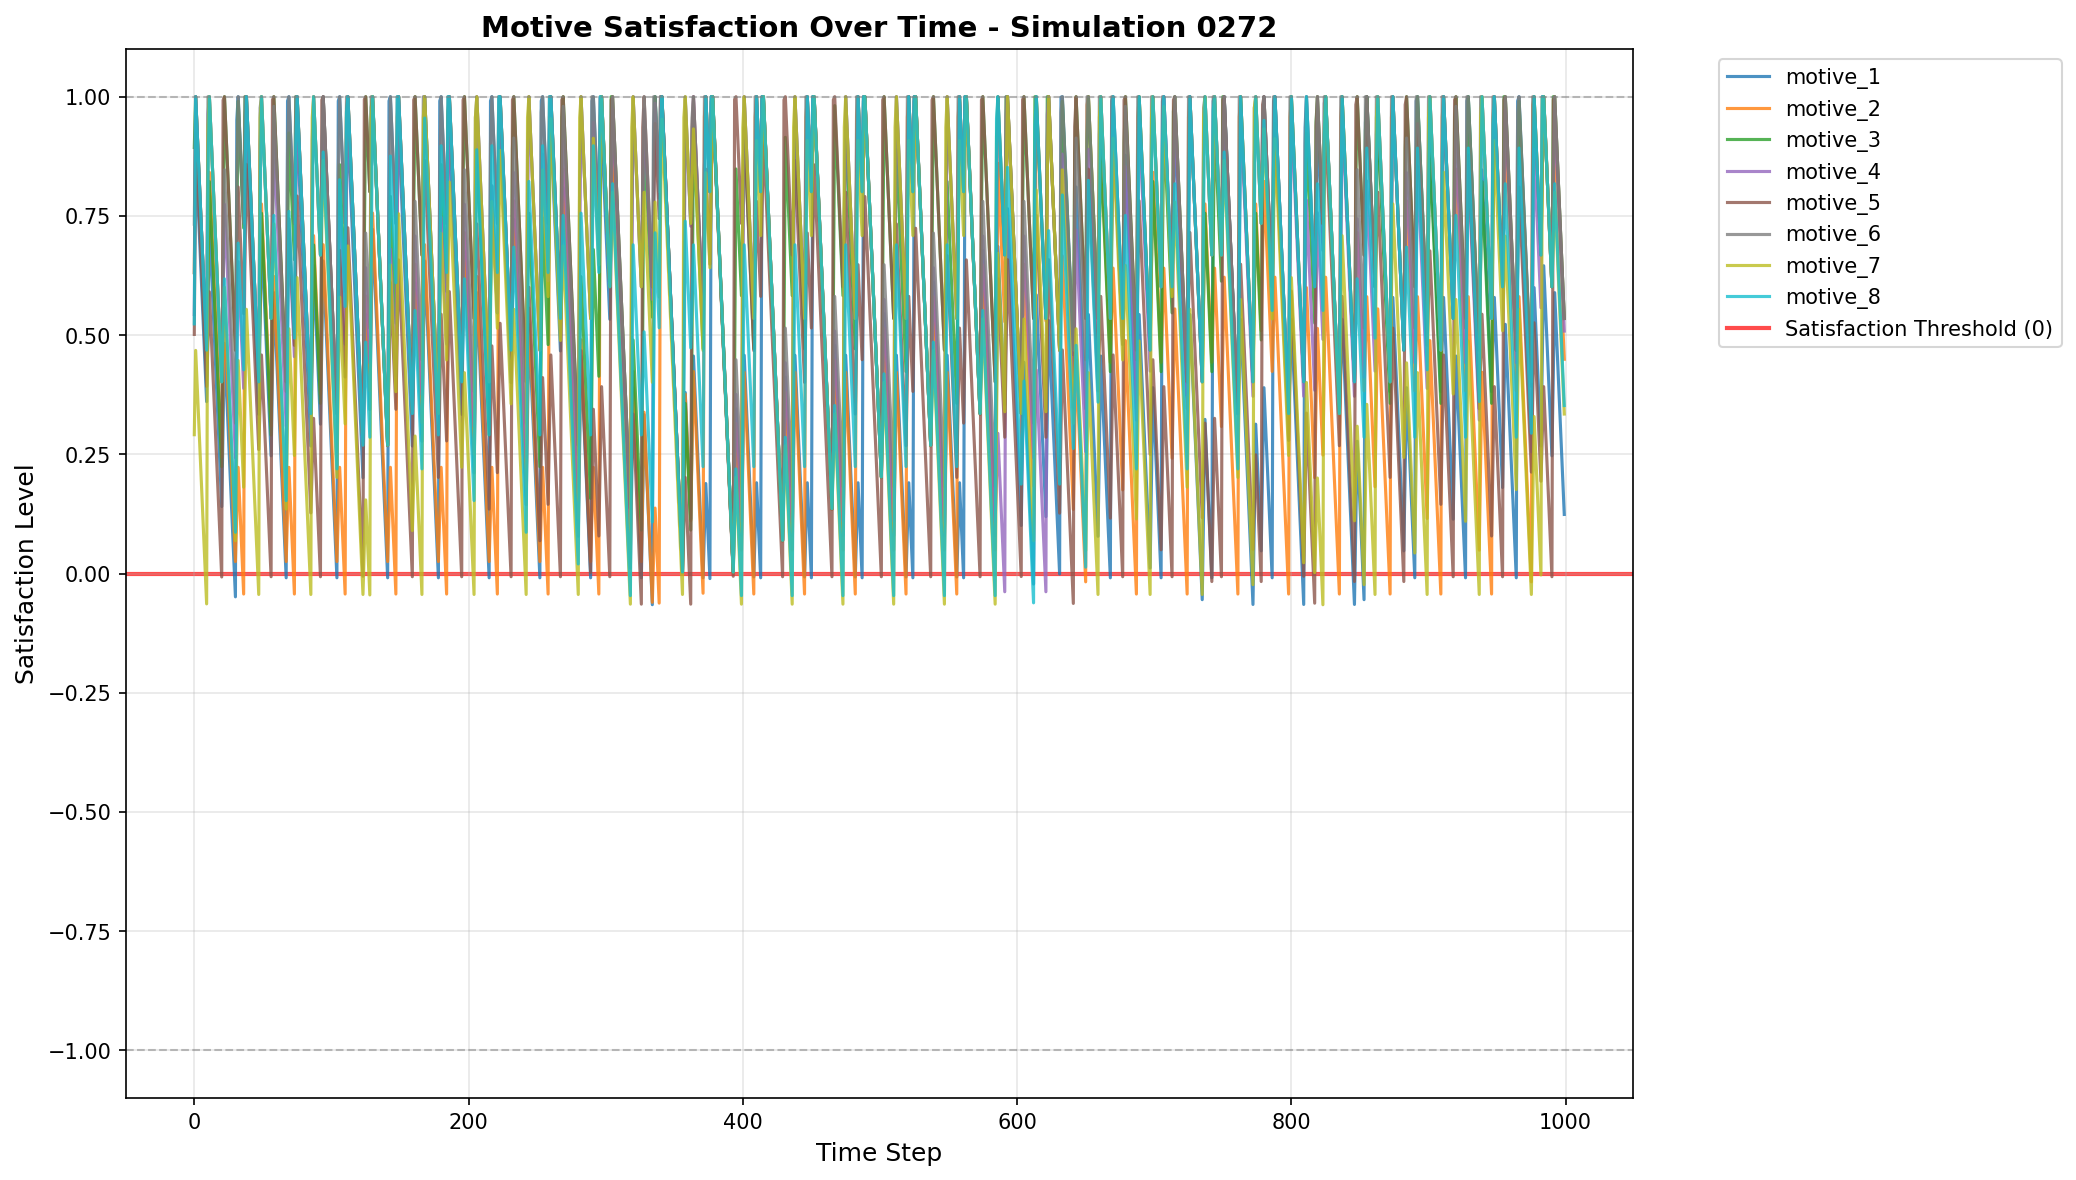 Motive Satisfaction Over Time - Simulation 0272
Satisfaction Level
1.00
0.75
0.50
0.25
0.00
−0.25
−0.50
−0.75
−1.00
0
200
400
600
800
1000
Time Step
motive_1
motive_2
motive_3
motive_4
motive_5
motive_6
motive_7
motive_8
Satisfaction Threshold (0)